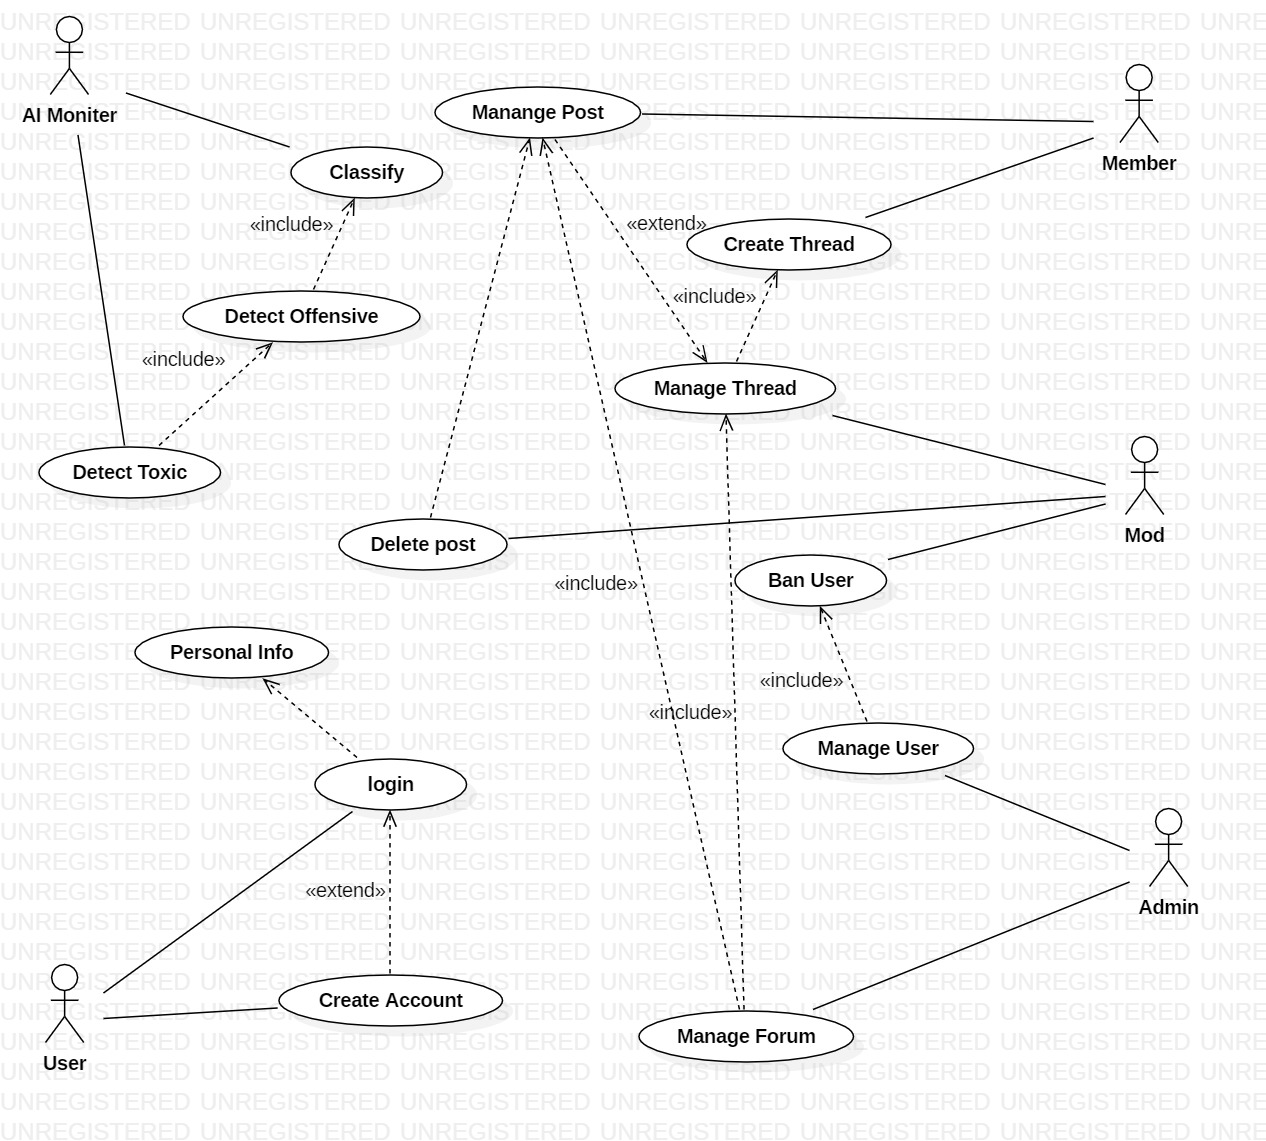 AI Moniter
Manange Post
Member
Classify
«include»
«extend»
Create Thread
«include»
Detect Offensive
«include»
Manage Thread
Detect Toxic
Mod
Delete post
«include»
Ban User
Personal Info
«include»
«include»
Manage User
login
«extend»
Admin
Create Account
Manage Forum
User
UNREGISTERED